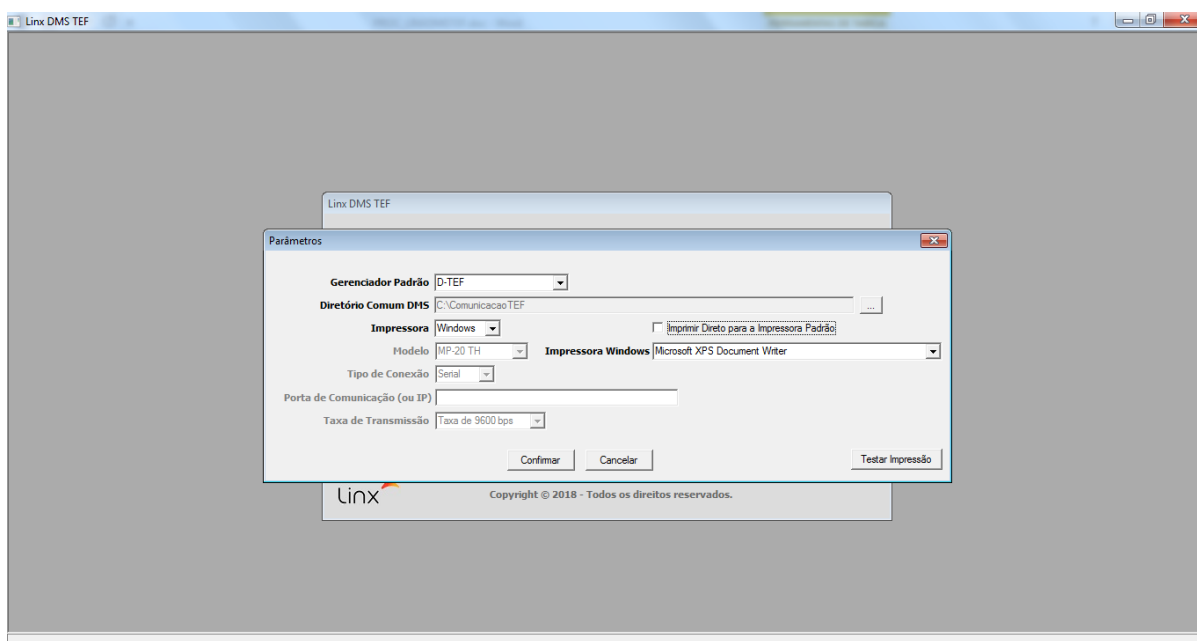 Linx DMS TEF
Linx DMS TEF
Parâmetros
Gerenciador Padrão D-TEF
Diretório Comum DMS C:\ComunicacaoTEF ...
Impressora Windows Imprimir Direto para a Impressora Padrão
Modelo MP-20 TH Impressora Windows Microsoft XPS Document Writer
Tipo de Conexão Serial
Porta de Comunicação (ou IP)
Taxa de Transmissão Taxa de 9600 bps
Confirmar Cancelar Testar Impressão
Linx Copyright © 2018 - Todos os direitos reservados.